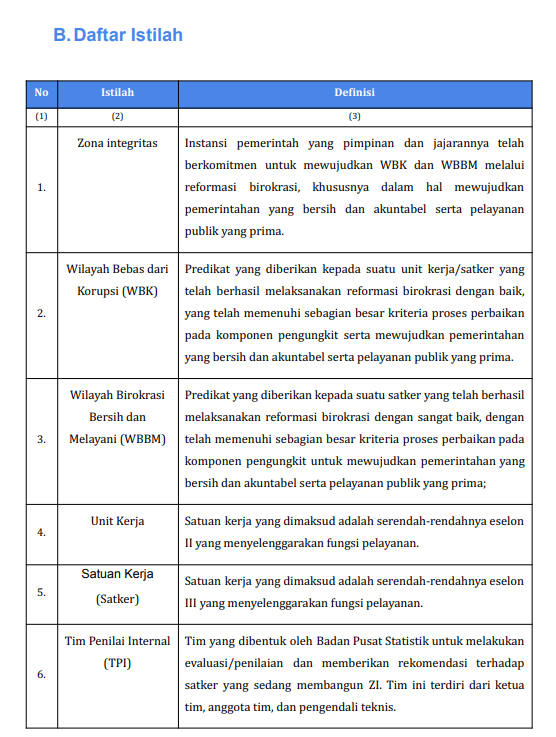 B. Daftar Istilah
No Istilah Definisi
(1) (2) (3)
1.
Zona integritas
Instansi pemerintah yang pimpinan dan jajarannya telah
berkomitmen untuk mewujudkan WBK dan WBBM melalui
reformasi birokrasi, khususnya dalam hal mewujudkan
pemerintahan yang bersih dan akuntabel serta pelayanan
publik yang prima.
2.
Wilayah Bebas dari
Korupsi (WBK)
Predikat yang diberikan kepada suatu unit kerja/satker yang
telah berhasil melaksanakan reformasi birokrasi dengan baik,
yang telah memenuhi sebagian besar kriteria proses perbaikan
pada komponen pengungkit serta mewujudkan pemerintahan
yang bersih dan akuntabel serta pelayanan publik yang prima.
3.
Wilayah Birokrasi
Bersih dan
Melayani (WBBM)
Predikat yang diberikan kepada suatu satker yang telah berhasil
melaksanakan reformasi birokrasi dengan sangat baik, dengan
telah memenuhi sebagian besar kriteria proses perbaikan pada
komponen pengungkit untuk mewujudkan pemerintahan yang
bersih dan akuntabel serta pelayanan publik yang prima;
4.
Unit Kerja
Satuan kerja yang dimaksud adalah serendah-rendahnya eselon
II yang menyelenggarakan fungsi pelayanan.
5.
Satuan Kerja
(Satker)
Satuan kerja yang dimaksud adalah serendah-rendahnya eselon
III yang menyelenggarakan fungsi pelayanan.
6.
Tim Penilai Internal
(TPI)
Tim yang dibentuk oleh Badan Pusat Statistik untuk melakukan
evaluasi/penilaian dan memberikan rekomendasi terhadap
satker yang sedang membangun ZI. Tim ini terdiri dari ketua
tim, anggota tim, dan pengendali teknis.